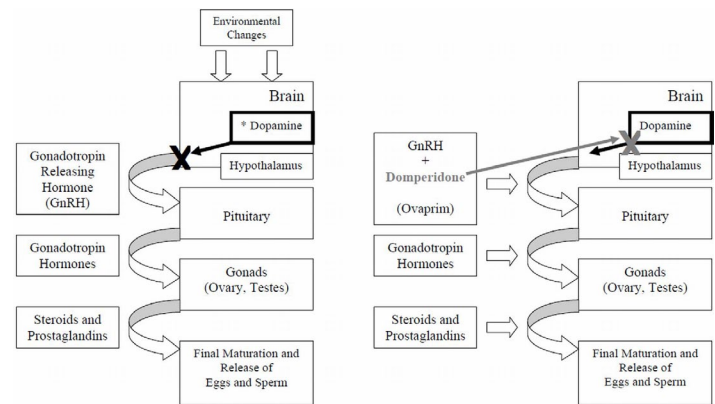 Environmental
Changes
Brain
* Dopamine
Hypothalamus
Gonadotropin
Releasing
Hormone
(GnRH)
Pituitary
Gonadotropin
Hormones
Gonads
(Ovary, Testes)
Steroids and
Prostaglandins
Final Maturation and
Release of
Eggs and Sperm
Brain
Dopamine
Hypothalamus
GnRH
+
Domperidone
(Ovaprim)
Pituitary
Gonadotropin
Hormones
Gonads
(Ovary, Testes)
Steroids and
Prostaglandins
Final Maturation and
Release of
Eggs and Sperm